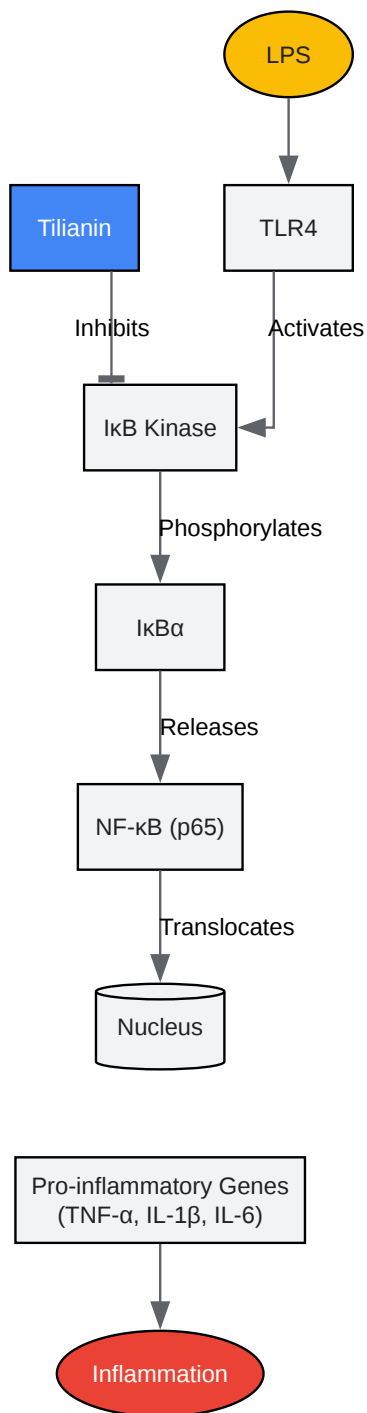 LPS
Tilianin
TLR4
Inhibits
Activates
IκB Kinase
Phosphorylates
IκBα
Releases
NF-κB (p65)
Translocates
Nucleus
Pro-inflammatory Genes
(TNF-α, IL-1β, IL-6)
Inflammation